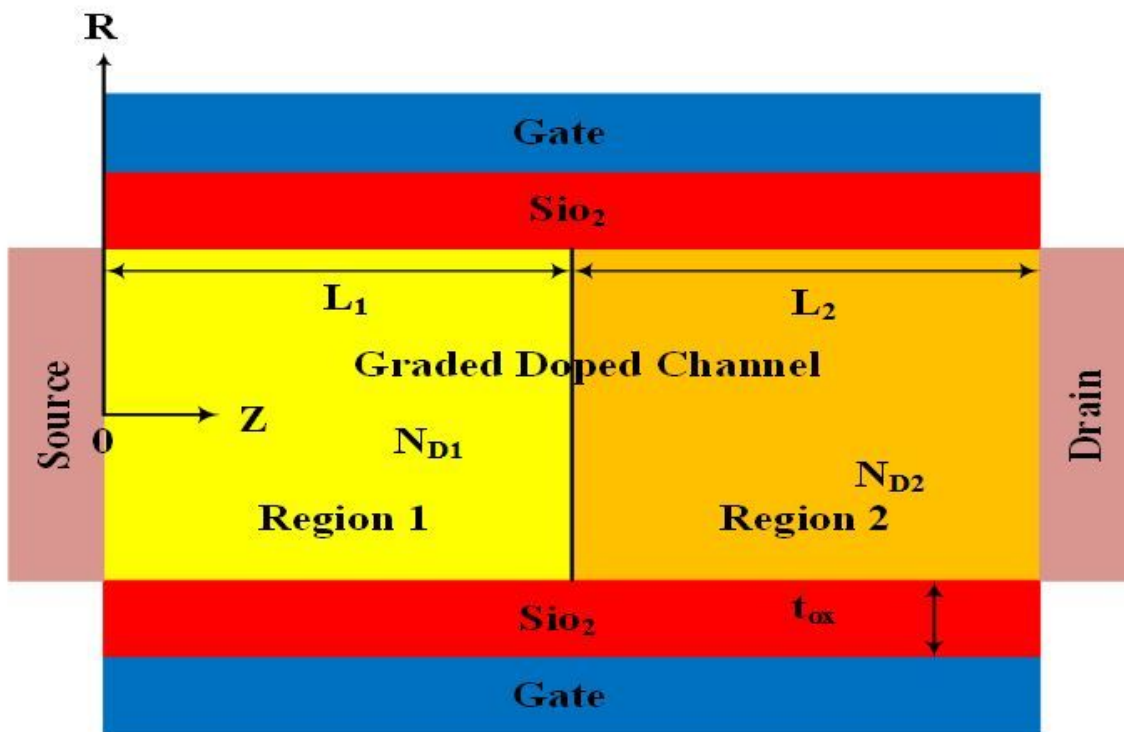 R
Gate
Sio₂
L₁
L₂
Graded Doped Channel
Source
Drain
Z
0
N_D1
N_D2
Region 1
Region 2
Sio₂
t_ox
Gate